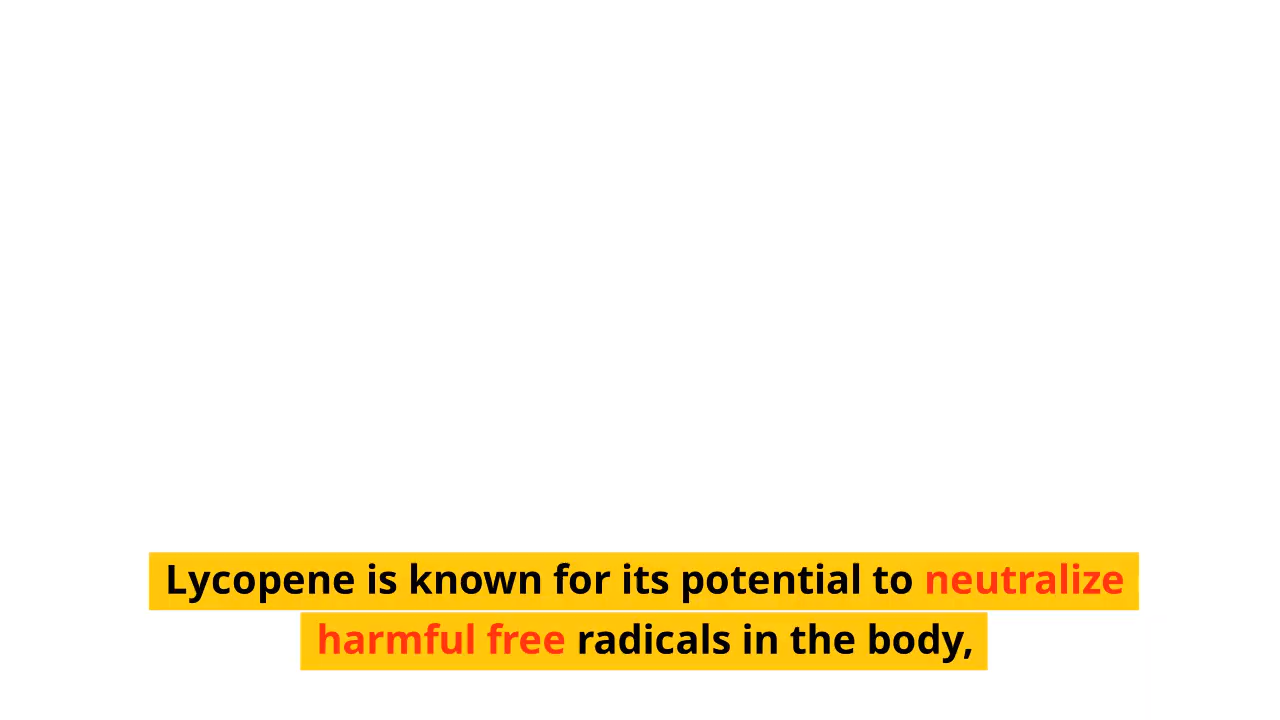 Lycopene is known for its potential to neutralize
harmful free radicals in the body,